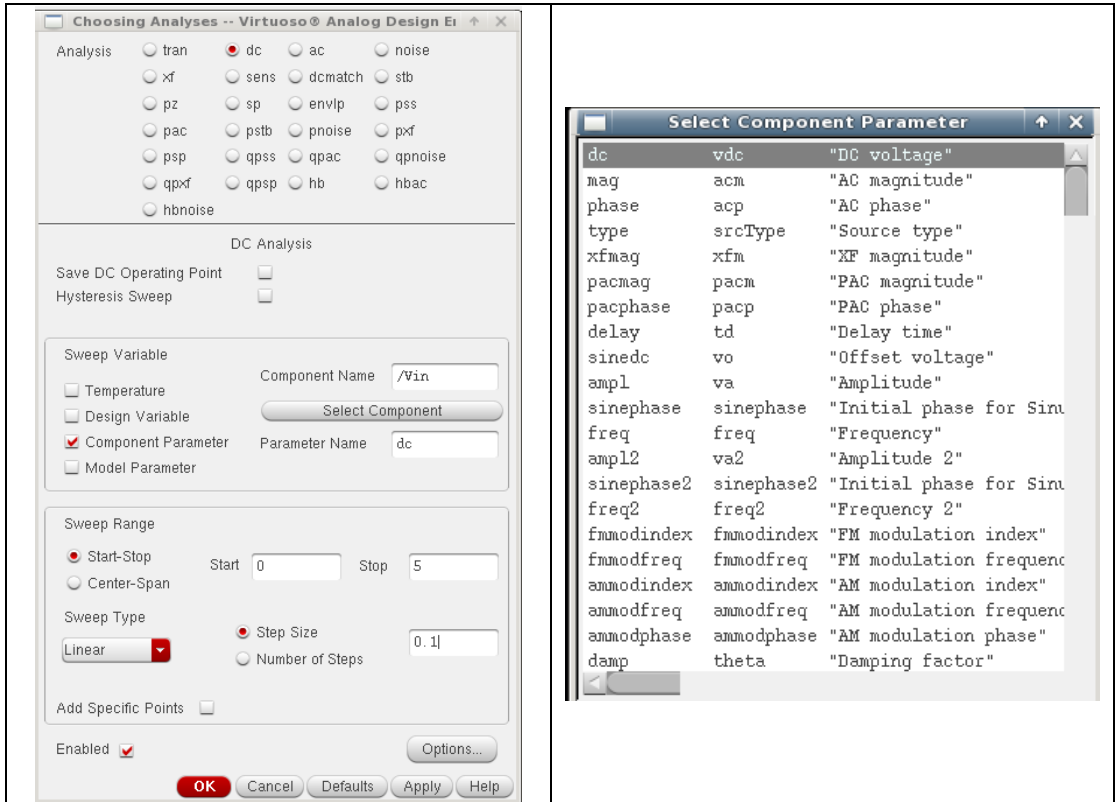 Choosing Analyses -- Virtuoso® Analog Design Er
Analysis tran dc ac noise
xf sens dcmatch stb
pz sp envlp pss
pac pstb pnoise pxf
psp qpss qpac qpnoise
qpxf qpsp hb hbac
hbnoise
DC Analysis
Save DC Operating Point
Hysteresis Sweep
Sweep Variable
Temperature
Design Variable
Component Parameter
Model Parameter
Component Name /Vin
Select Component
Parameter Name dc
Sweep Range
Start-Stop
Center-Span
Start 0 Stop 5
Sweep Type
Linear
Step Size
Number of Steps
0.1
Add Specific Points
Enabled
Options...
OK Cancel Defaults Apply Help
Select Component Parameter
dc vdc "DC voltage"
mag acm "AC magnitude"
phase acp "AC phase"
type srcType "Source type"
xfmag xfm "XF magnitude"
pacmag pacm "PAC magnitude"
pacphase pacp "PAC phase"
delay td "Delay time"
sinedc vo "Offset voltage"
ampl va "Amplitude"
sinephase sinephase "Initial phase for Sinu
freq freq "Frequency"
ampl2 va2 "Amplitude 2"
sinephase2 sinephase2 "Initial phase for Sinu
freq2 freq2 "Frequency 2"
fmmodindex fmmodindex "FM modulation index"
fmmodfreq fmmodfreq "FM modulation frequenc
ammodindex ammodindex "AM modulation index"
ammodfreq ammodfreq "AM modulation frequenc
ammodphase ammodphase "AM modulation phase"
damp theta "Damping factor"